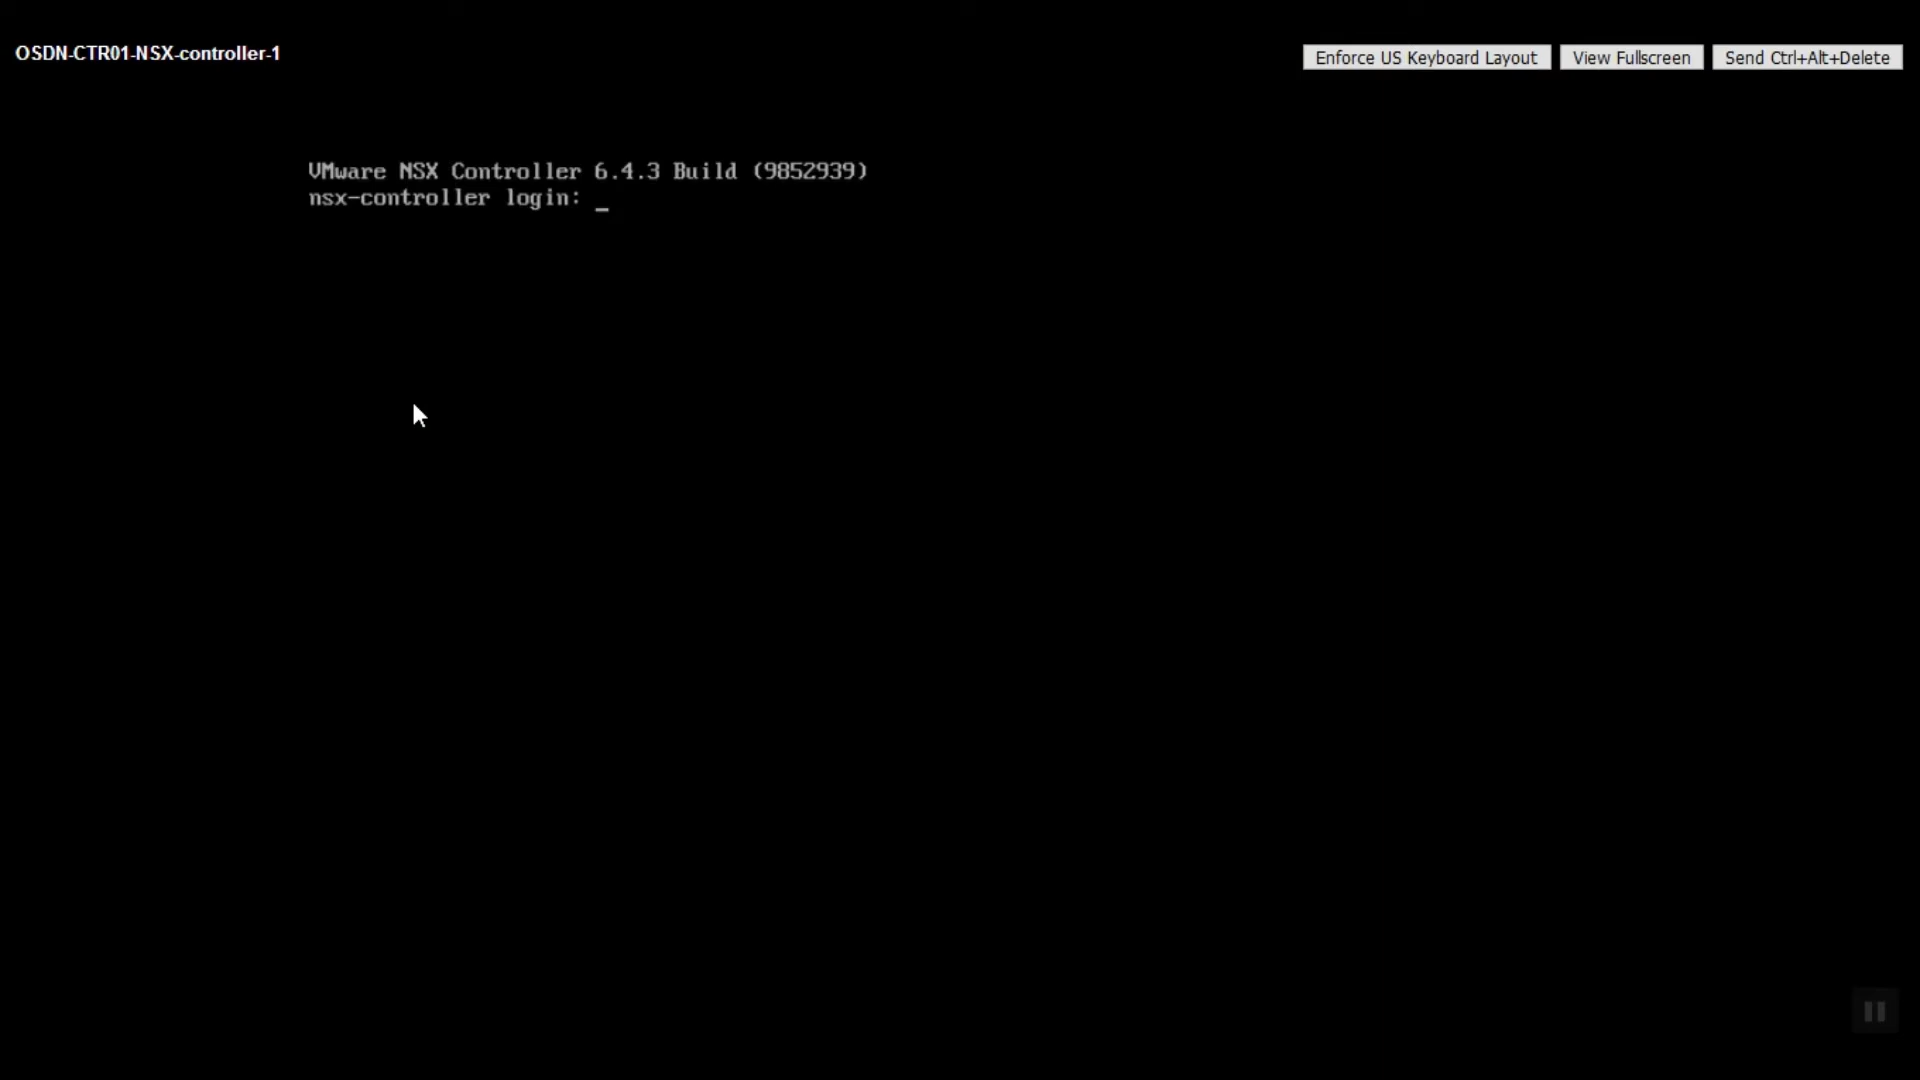 OSDN-CTR01-NSX-controller-1
Enforce US Keyboard Layout View Fullscreen Send Ctrl+Alt+Delete
VMware NSX Controller 6.4.3 Build (9852939)
nsx-controller login: _